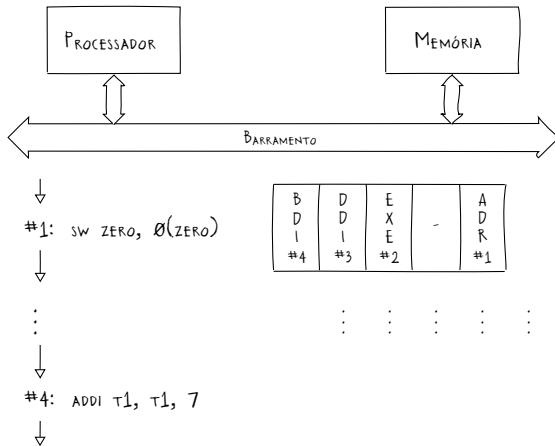 Processador
Memória
Barramento
#1: sw zero, 0(zero)
B D I #4
D D I #3
E X E #2
-
A D R #1
#4: addi t1, t1, 7